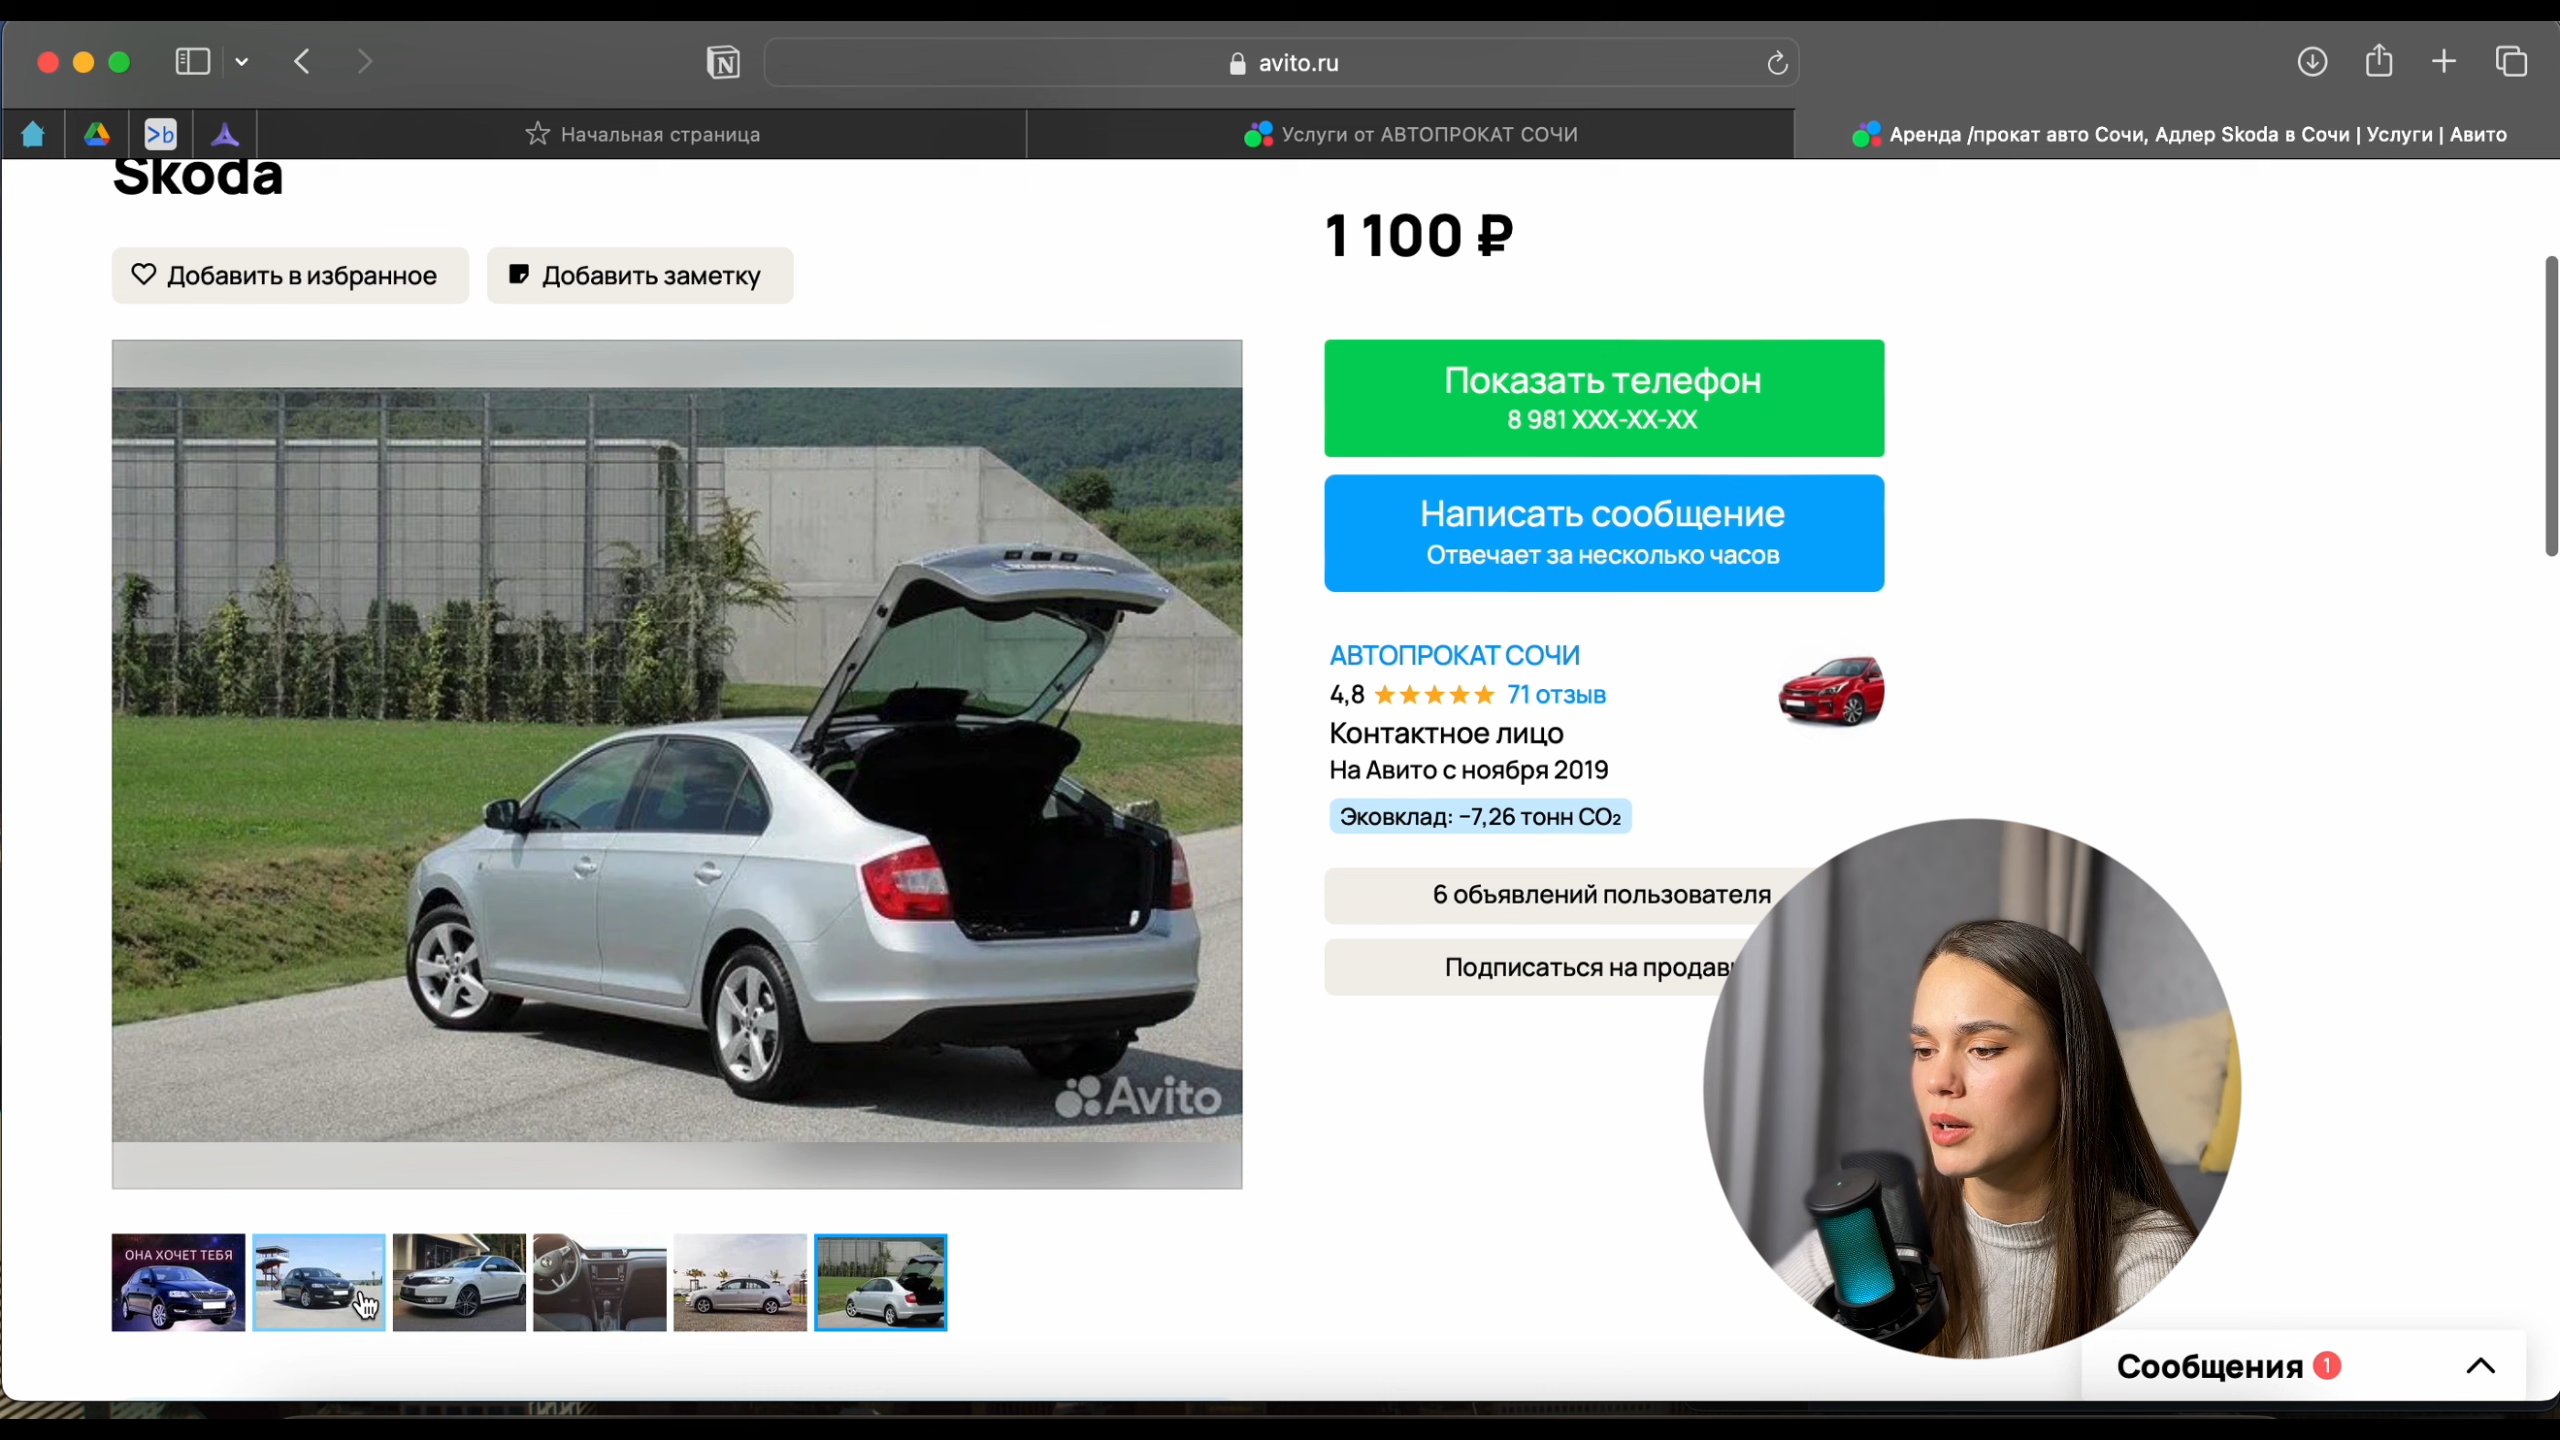 avito.ru
Начальная страница
Услуги от АВТОПРОКАТ СОЧИ
Аренда /прокат авто Сочи, Адлер Skoda в Сочи | Услуги | Авито
Skoda
1 100 ₽
Добавить в избранное
Добавить заметку
Показать телефон
8 981 XXX-XX-XX
Написать сообщение
Отвечает за несколько часов
АВТОПРОКАТ СОЧИ
4,8
71 отзыв
Контактное лицо
На Авито с ноября 2019
Эковклад: −7,26 тонн CO₂
6 объявлений пользователя
Подписаться на продав
Avito
ОНА ХОЧЕТ ТЕБЯ
Сообщения 1